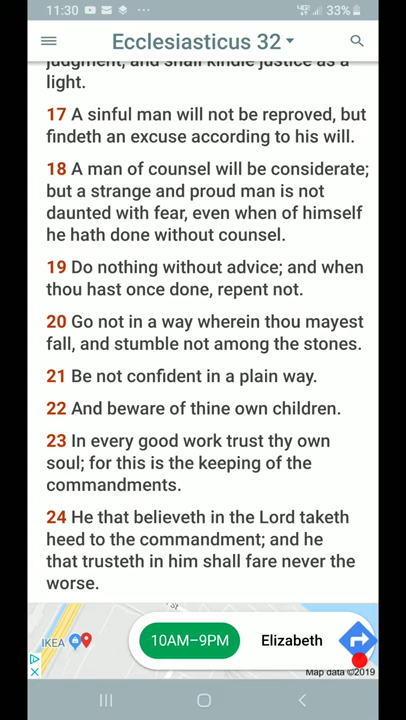 11:30
33%
Ecclesiasticus 32
judgment, and shall kindle justice as a
light.
17 A sinful man will not be reproved, but
findeth an excuse according to his will.
18 A man of counsel will be considerate;
but a strange and proud man is not
daunted with fear, even when of himself
he hath done without counsel.
19 Do nothing without advice; and when
thou hast once done, repent not.
20 Go not in a way wherein thou mayest
fall, and stumble not among the stones.
21 Be not confident in a plain way.
22 And beware of thine own children.
23 In every good work trust thy own
soul; for this is the keeping of the
commandments.
24 He that believeth in the Lord taketh
heed to the commandment; and he
that trusteth in him shall fare never the
worse.
IKEA
10AM–9PM
Elizabeth
Map data ©2019